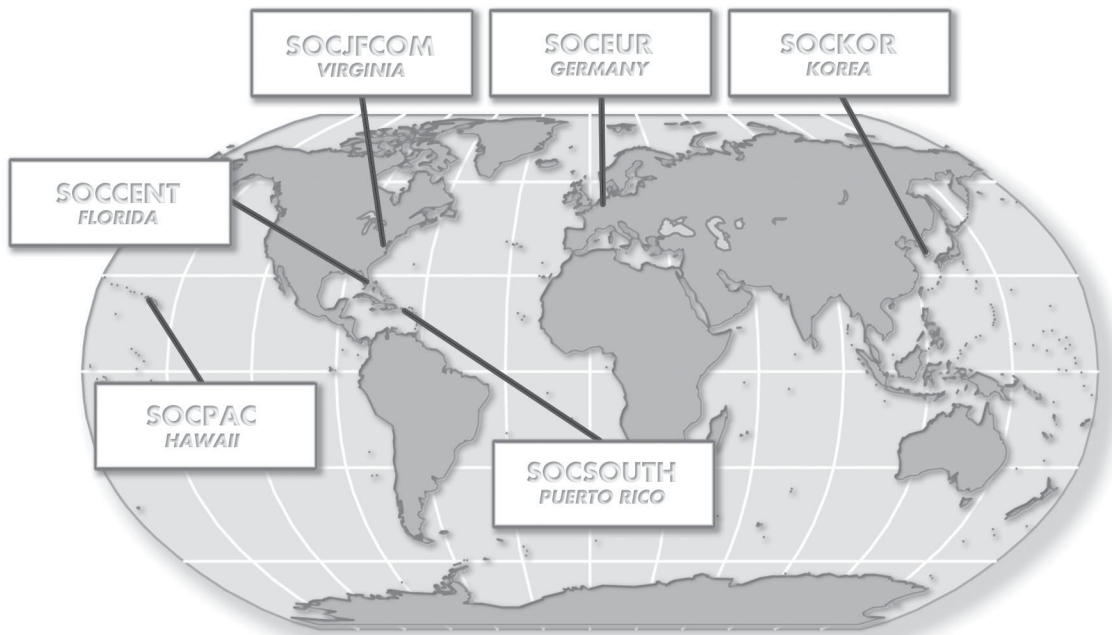 SOCJFCOM
VIRGINIA
SOCEUR
GERMANY
SOCKOR
KOREA
SOCCENT
FLORIDA
SOCPAC
HAWAII
SOCSOUTH
PUERTO RICO